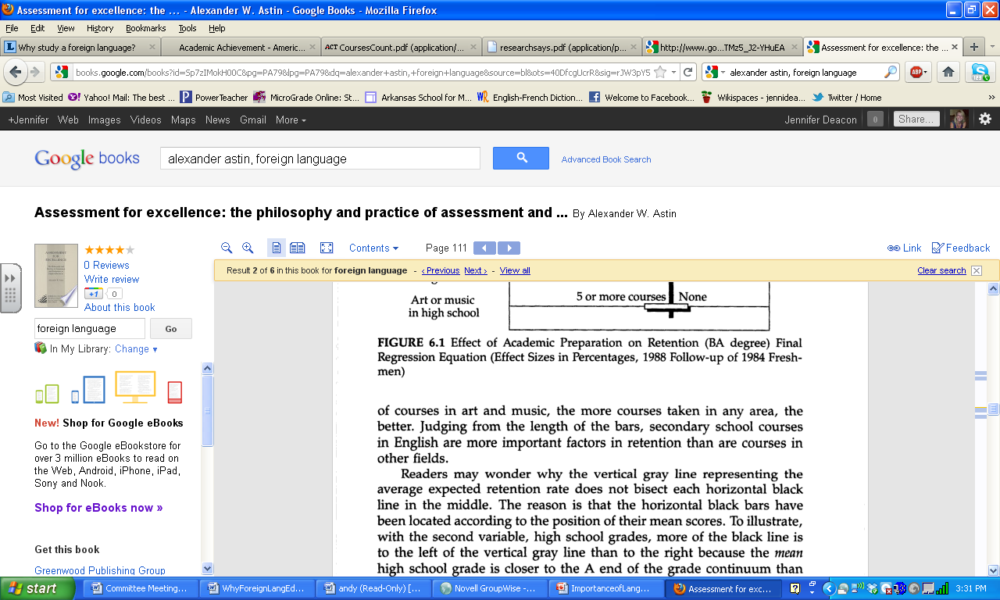 Assessment for excellence: the ... - Alexander W. Astin - Google Books - Mozilla Firefox
File Edit View History Bookmarks Tools Help
Why study a foreign language? Academic Achievement- Americ... ACT CoursesCount.pdf (application/... researchsays.pdf (application/p... http://www.go...TMz5_J2-YHuEA Assessment for excellence: the ...
books.google.com/books?id=Sp7zIMokH00C&pg=PA79&lpg=PA79&dq=alexander+astin,+foreign+language&source=bl&ots=40DfcgUcrR&sig=rJW3pY5 alexander astin, foreign language ABP
Most Visited Yahoo! Mail: The best ... PowerTeacher MicroGrade Online: St... Arkansas School for M... English-French Diction... Welcome to Facebook... Wikispaces - jennidea... Twitter / Home »
+Jennifer Web Images Videos Maps News Gmail More Jennifer Deacon 0 Share...
Google books alexander astin, foreign language Advanced Book Search
Assessment for excellence: the philosophy and practice of assessment and ... By Alexander W. Astin
Contents Page 111 Link Feedback
0 Reviews
Write review
+1 0
About this book
foreign language Go
In My Library: Change
New! Shop for Google eBooks
Go to the Google eBookstore for
over 3 million eBooks to read on
the Web, Android, iPhone, iPad,
Sony and Nook.
Shop for eBooks now »
Get this book
Greenwood Publishing Group
Result 2 of 6 in this book for foreign language - ‹ Previous Next › - View all Clear search
Art or music
in high school
5 or more courses None
FIGURE 6.1 Effect of Academic Preparation on Retention (BA degree) Final
Regression Equation (Effect Sizes in Percentages, 1988 Follow-up of 1984 Fresh-
men)
of courses in art and music, the more courses taken in any area, the
better. Judging from the length of the bars, secondary school courses
in English are more important factors in retention than are courses in
other fields.
Readers may wonder why the vertical gray line representing the
average expected retention rate does not bisect each horizontal black
line in the middle. The reason is that the horizontal black bars have
been located according to the position of their mean scores. To illustrate,
with the second variable, high school grades, more of the black line is
to the left of the vertical gray line than to the right because the mean
high school grade is closer to the A end of the grade continuum than
start Committee Meeting... WhyForeignLangEd... andy (Read-Only) [... Novell GroupWise -... ImportanceofLang... Assessment for exc... 3:31 PM